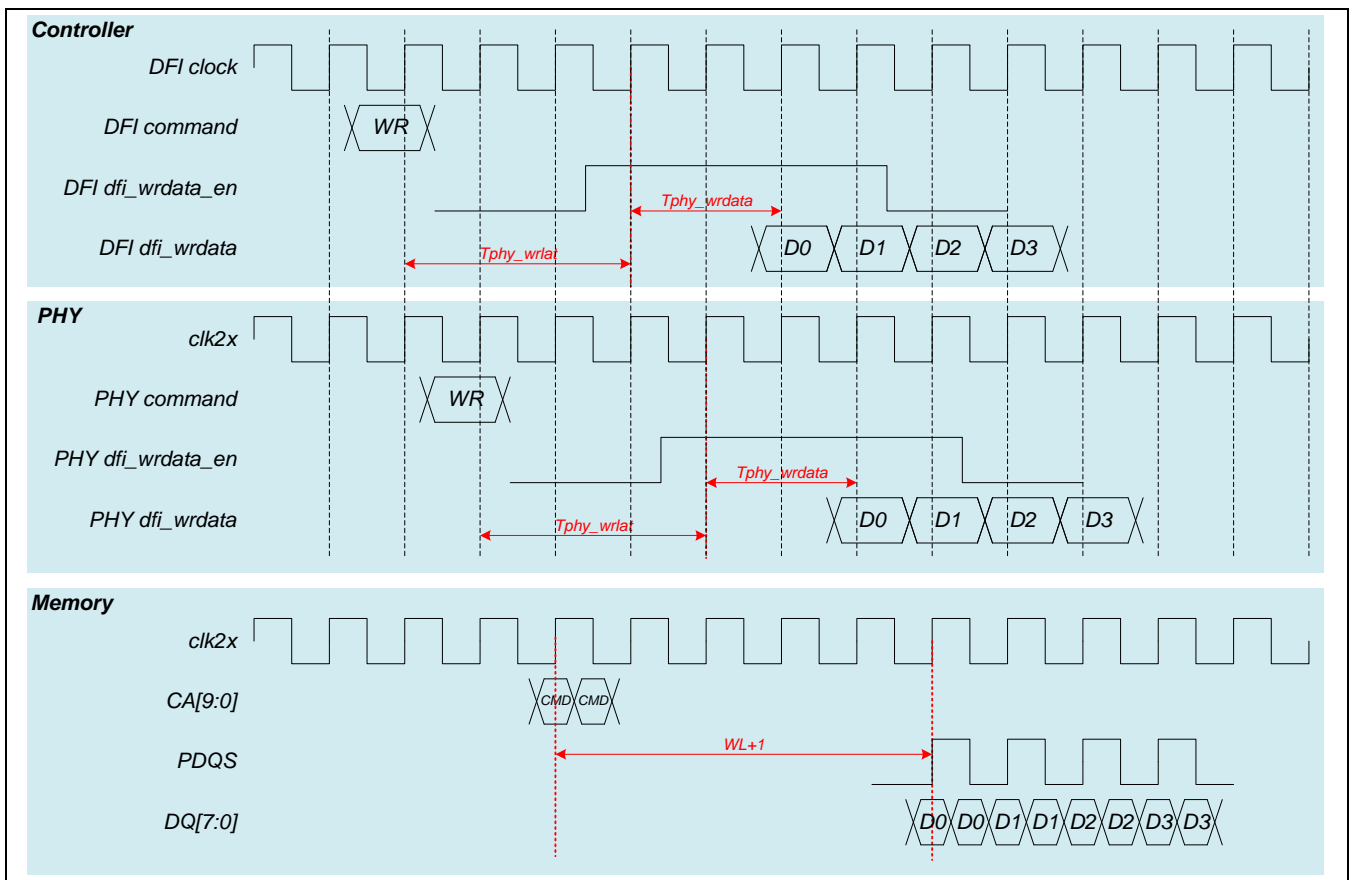 Controller
DFI clock
DFI command WR
DFI dfi_wrdata_en
Tphy_wrdata
DFI dfi_wrdata D0 D1 D2 D3
Tphy_wrlat
PHY
clk2x
PHY command WR
PHY dfi_wrdata_en
Tphy_wrdata
PHY dfi_wrdata D0 D1 D2 D3
Tphy_wrlat
Memory
clk2x
CA[9:0] CMD CMD
WL+1
PDQS
DQ[7:0] D0 D0 D1 D1 D2 D2 D3 D3